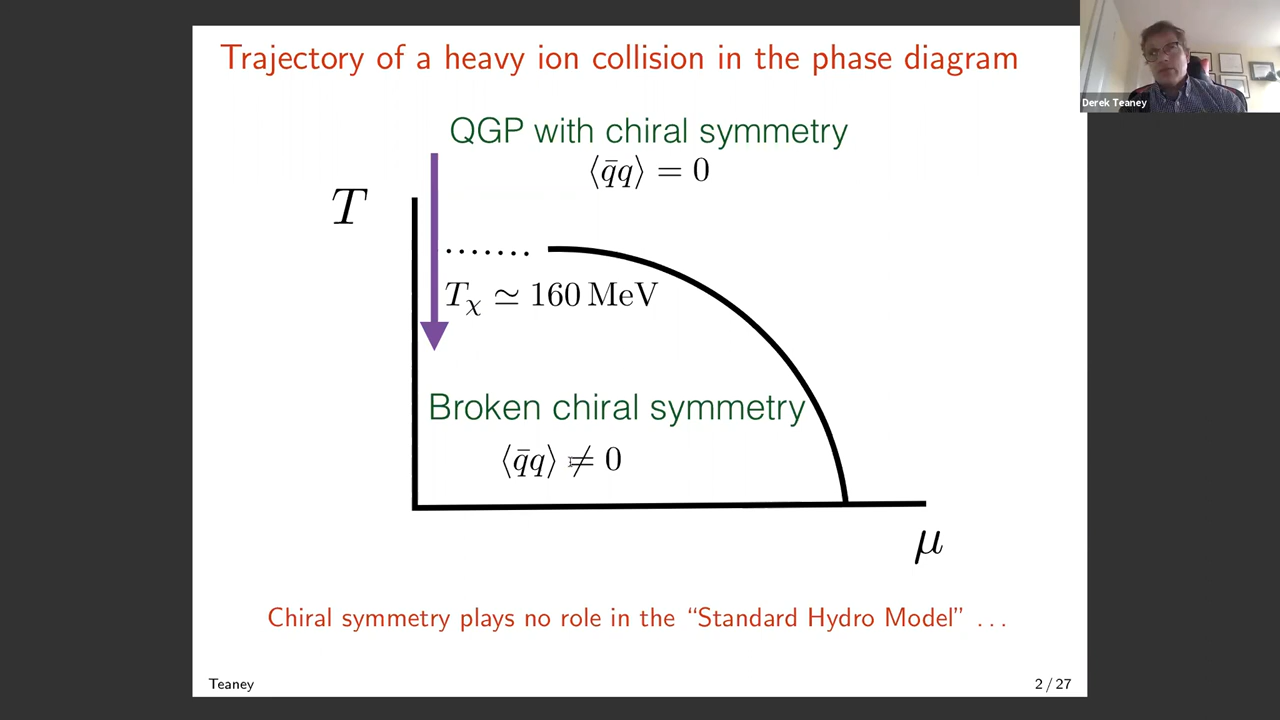 Trajectory of a heavy ion collision in the phase diagram
Derek Teaney
QGP with chiral symmetry
⟨q̄q⟩ = 0
T
.......
T_χ ≃ 160 MeV
Broken chiral symmetry
⟨q̄q⟩ ≠ 0
μ
Chiral symmetry plays no role in the “Standard Hydro Model” . . .
Teaney
2 / 27